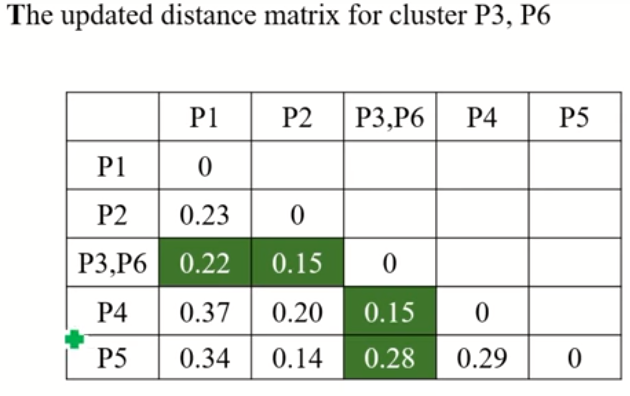 The updated distance matrix for cluster P3, P6
P1 P2 P3,P6 P4 P5
P1 0
P2 0.23 0
P3,P6 0.22 0.15 0
P4 0.37 0.20 0.15 0
P5 0.34 0.14 0.28 0.29 0